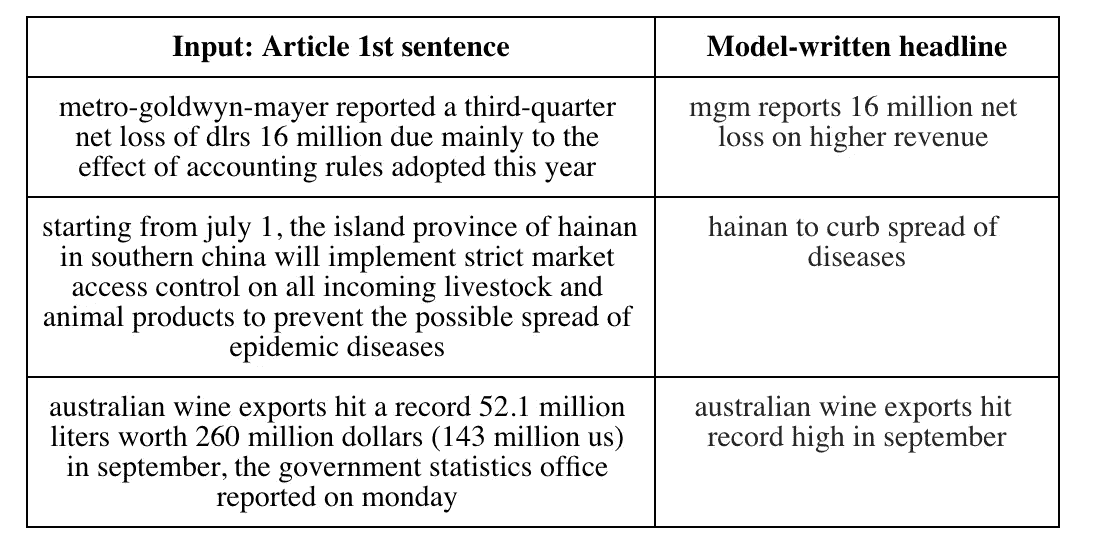 Input: Article 1st sentence
Model-written headline
metro-goldwyn-mayer reported a third-quarter
net loss of dlrs 16 million due mainly to the
effect of accounting rules adopted this year
mgm reports 16 million net
loss on higher revenue
starting from july 1, the island province of hainan
in southern china will implement strict market
access control on all incoming livestock and
animal products to prevent the possible spread of
epidemic diseases
hainan to curb spread of
diseases
australian wine exports hit a record 52.1 million
liters worth 260 million dollars (143 million us)
in september, the government statistics office
reported on monday
australian wine exports hit
record high in september